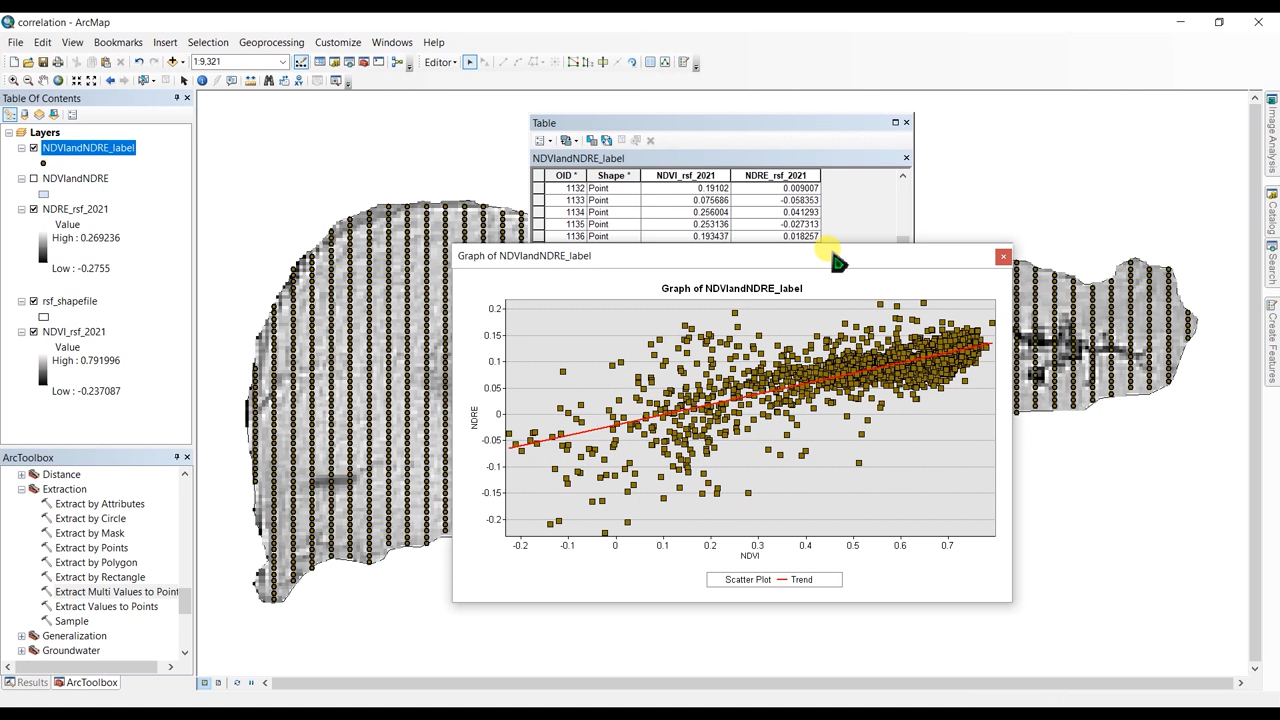 correlation - ArcMap
File Edit View Bookmarks Insert Selection Geoprocessing Customize Windows Help
1:9,321
Editor
Table Of Contents
Layers
NDVIandNDRE_label
NDVIandNDRE
NDRE_rsf_2021
Value
High : 0.269236
Low : -0.2755
rsf_shapefile
NDVI_rsf_2021
Value
High : 0.791996
Low : -0.237087
ArcToolbox
Distance
Extraction
Extract by Attributes
Extract by Circle
Extract by Mask
Extract by Points
Extract by Polygon
Extract by Rectangle
Extract Multi Values to Point
Extract Values to Points
Sample
Generalization
Groundwater
Results ArcToolbox
Table
NDVIandNDRE_label
OID * Shape * NDVI_rsf_2021 NDRE_rsf_2021
1132 Point 0.19102 0.009007
1133 Point 0.075686 -0.058353
1134 Point 0.256004 0.041293
1135 Point 0.253136 -0.027313
1136 Point 0.193437 0.018257
Graph of NDVIandNDRE_label
Graph of NDVIandNDRE_label
0.2
0.15
0.1
0.05
0
-0.05
-0.1
-0.15
-0.2
NDRE
-0.2 -0.1 0 0.1 0.2 0.3 0.4 0.5 0.6 0.7
NDVI
Scatter Plot Trend
Image Analysis
Catalog
Search
Create Features